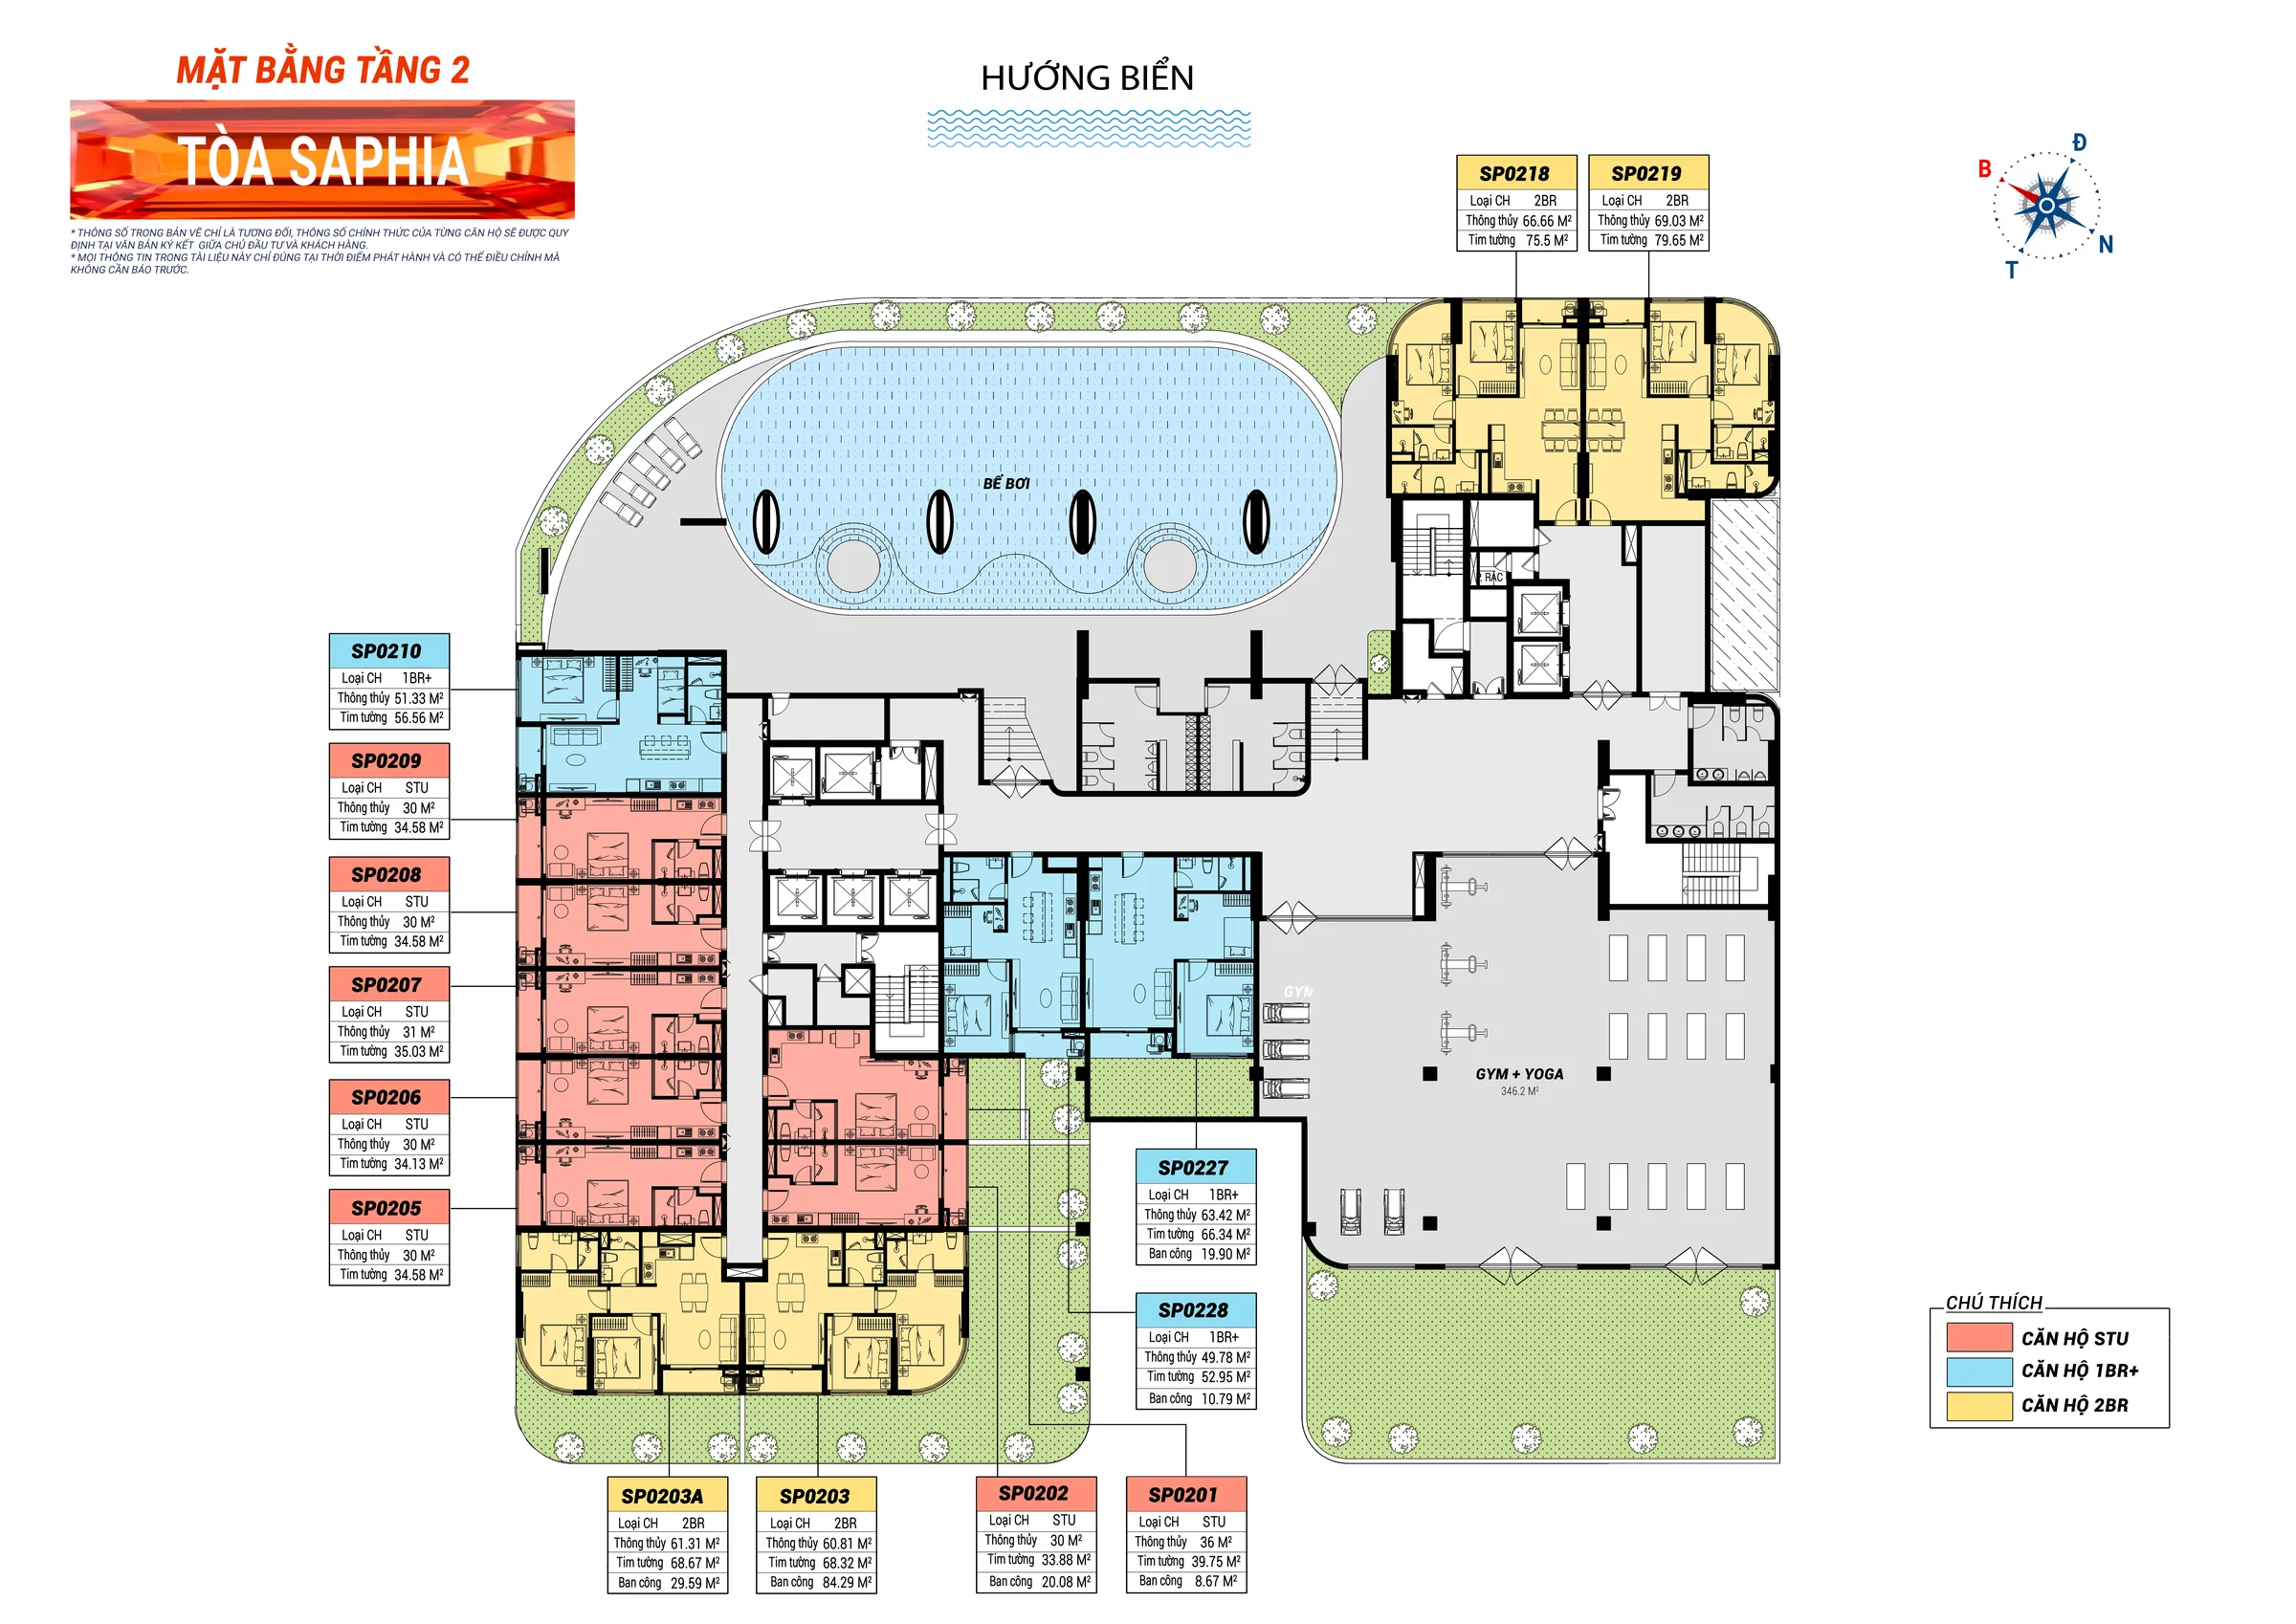 MẶT BẰNG TẦNG 2
TÒA SAPHIA
* THÔNG SỐ TRONG BẢN VẼ CHỈ LÀ TƯƠNG ĐỐI, THÔNG SỐ CHÍNH THỨC CỦA TỪNG CĂN HỘ SẼ ĐƯỢC QUY
ĐỊNH TẠI VĂN BẢN KÝ KẾT GIỮA CHỦ ĐẦU TƯ VÀ KHÁCH HÀNG.
* MỌI THÔNG TIN TRONG TÀI LIỆU NÀY CHỈ ĐÚNG TẠI THỜI ĐIỂM PHÁT HÀNH VÀ CÓ THỂ ĐIỀU CHỈNH MÀ
KHÔNG CẦN BÁO TRƯỚC.
HƯỚNG BIỂN
B
Đ
N
T
SP0218
Loại CH 2BR
Thông thủy 66.66 M²
Tim tường 75.5 M²
SP0219
Loại CH 2BR
Thông thủy 69.03 M²
Tim tường 79.65 M²
BỂ BƠI
P. RÁC
SP0210
Loại CH 1BR+
Thông thủy 51.33 M²
Tim tường 56.56 M²
SP0209
Loại CH STU
Thông thủy 30 M²
Tim tường 34.58 M²
SP0208
Loại CH STU
Thông thủy 30 M²
Tim tường 34.58 M²
SP0207
Loại CH STU
Thông thủy 31 M²
Tim tường 35.03 M²
SP0206
Loại CH STU
Thông thủy 30 M²
Tim tường 34.13 M²
SP0205
Loại CH STU
Thông thủy 30 M²
Tim tường 34.58 M²
GYM
GYM + YOGA
346.2 M²
SP0227
Loại CH 1BR+
Thông thủy 63.42 M²
Tim tường 66.34 M²
Ban công 19.90 M²
SP0228
Loại CH 1BR+
Thông thủy 49.78 M²
Tim tường 52.95 M²
Ban công 10.79 M²
CHÚ THÍCH
CĂN HỘ STU
CĂN HỘ 1BR+
CĂN HỘ 2BR
SP0203A
Loại CH 2BR
Thông thủy 61.31 M²
Tim tường 68.67 M²
Ban công 29.59 M²
SP0203
Loại CH 2BR
Thông thủy 60.81 M²
Tim tường 68.32 M²
Ban công 84.29 M²
SP0202
Loại CH STU
Thông thủy 30 M²
Tim tường 33.88 M²
Ban công 20.08 M²
SP0201
Loại CH STU
Thông thủy 36 M²
Tim tường 39.75 M²
Ban công 8.67 M²